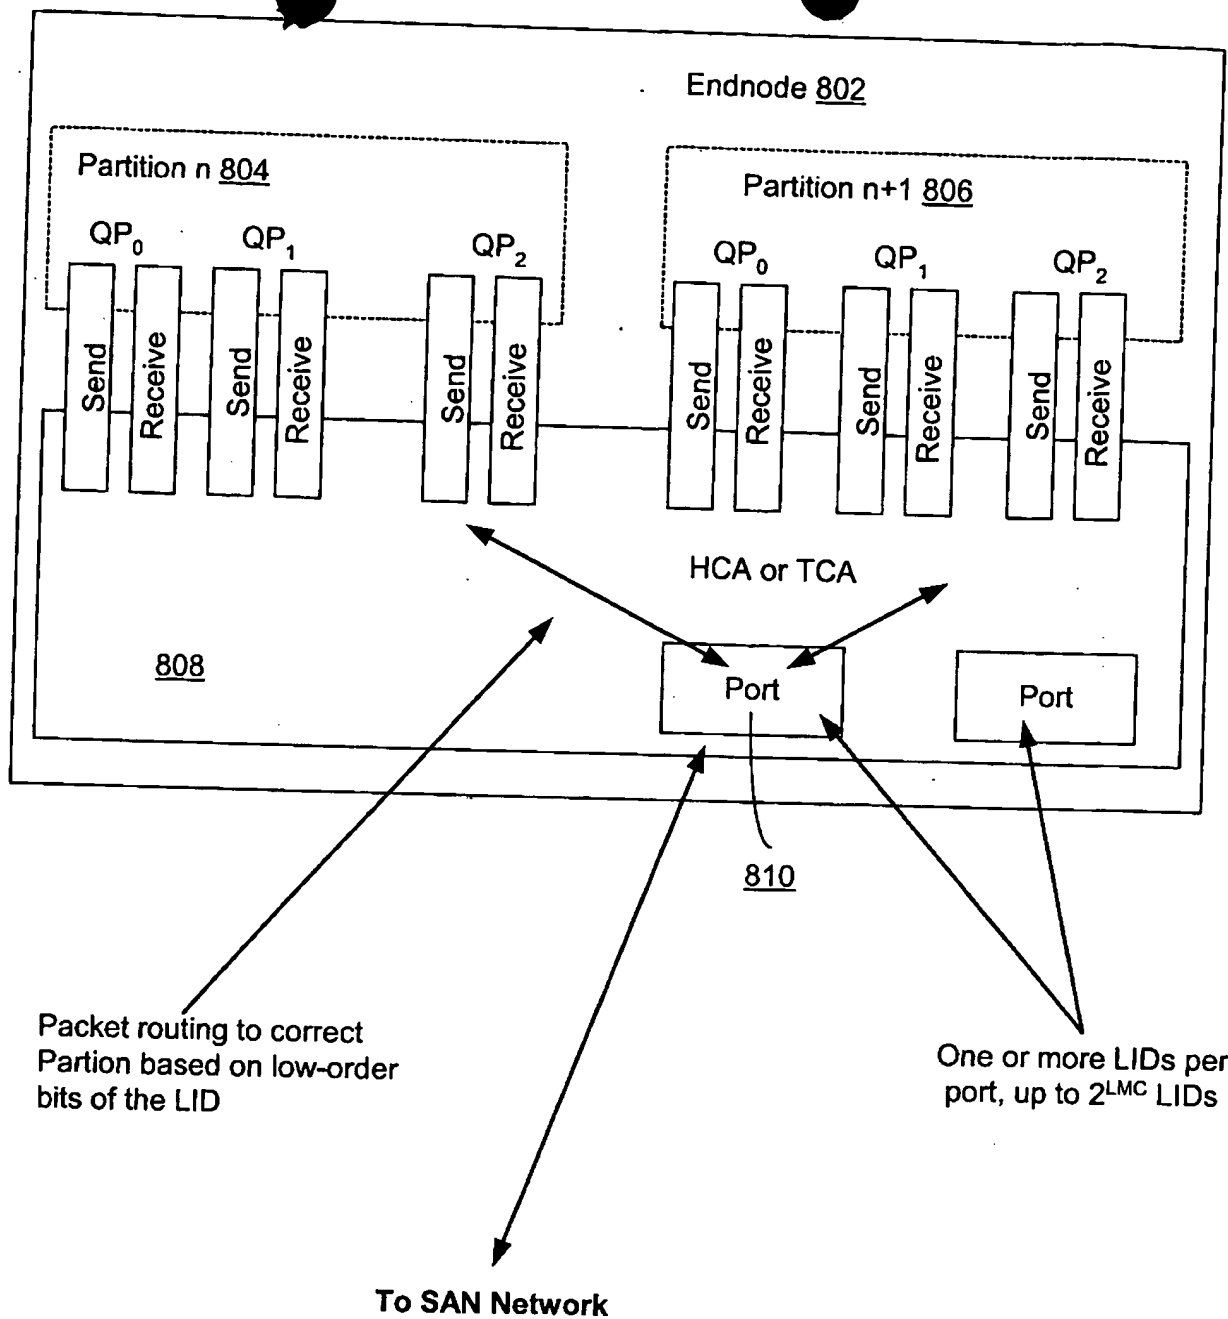 Endnode 802
Partition n 804
Partition n+1 806
QP0
QP1
QP2
QP0
QP1
QP2
Send
Receive
Send
Receive
Send
Receive
Send
Receive
Send
Receive
Send
Receive
HCA or TCA
808
Port
Port
810
Packet routing to correct
Partion based on low-order
bits of the LID
One or more LIDs per
port, up to 2^LMC LIDs
To SAN Network